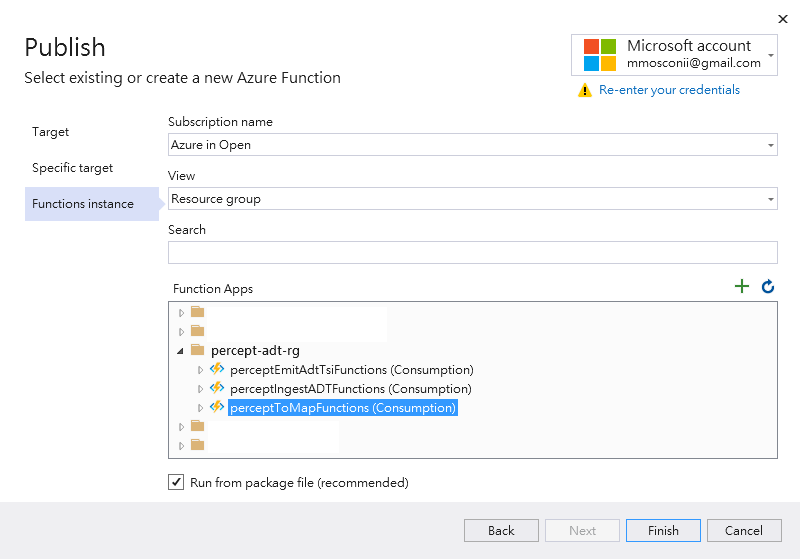 Publish
Select existing or create a new Azure Function
Microsoft account
mmosconii@gmail.com
Re-enter your credentials
Target
Specific target
Functions instance
Subscription name
Azure in Open
View
Resource group
Search
Function Apps
percept-adt-rg
perceptEmitAdtTsiFunctions (Consumption)
perceptIngestADTFunctions (Consumption)
perceptToMapFunctions (Consumption)
Run from package file (recommended)
Back
Next
Finish
Cancel